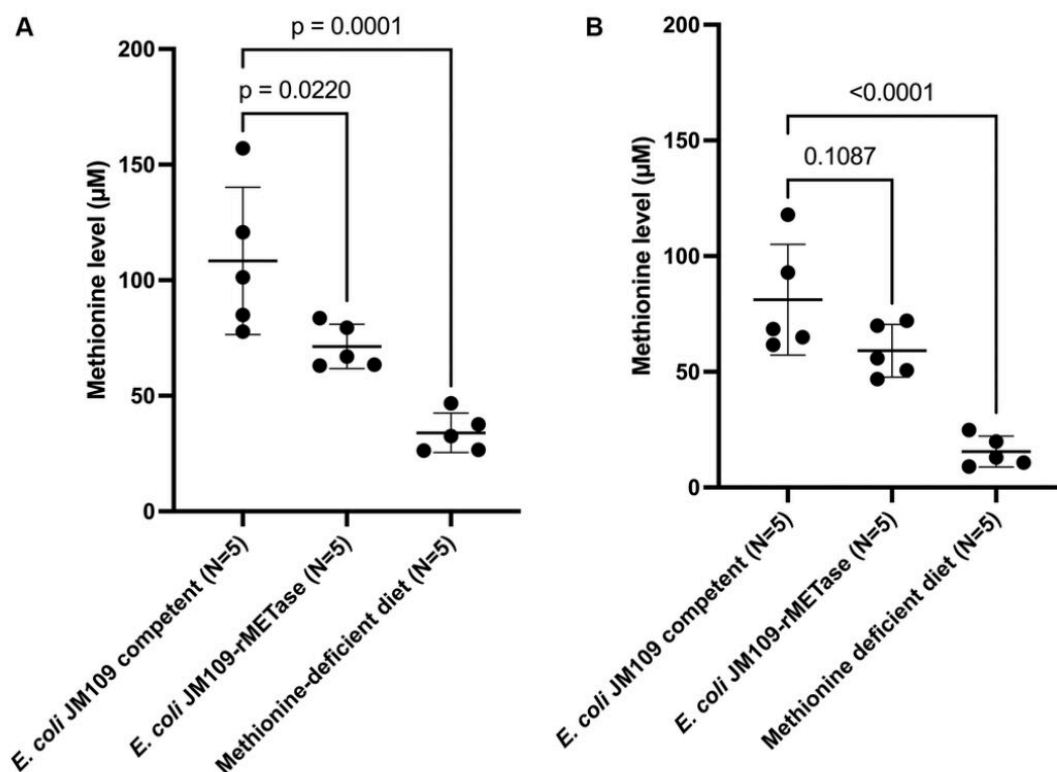 A
p = 0.0001
p = 0.0220
Methionine level (µM)
200
150
100
50
0
E. coli JM109 competent (N=5)
E. coli JM109-rMETase (N=5)
Methionine-deficient diet (N=5)
B
<0.0001
0.1087
Methionine level (µM)
200
150
100
50
0
E. coli JM109 competent (N=5)
E. coli JM109-rMETase (N=5)
Methionine deficient diet (N=5)